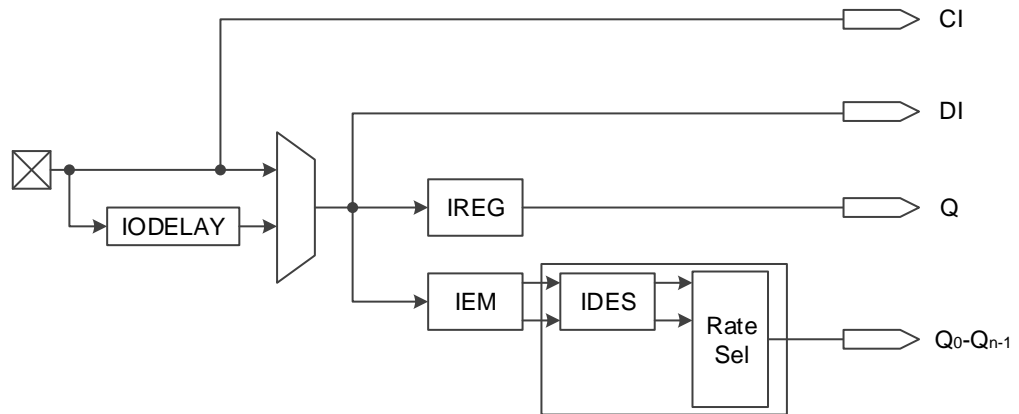 CI
DI
IODELAY
IREG
Q
IEM
IDES
Rate
Sel
Q0-Qn-1